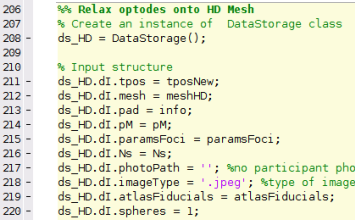 206 %% Relax optodes onto HD Mesh
207 % Create an instance of  DataStorage class
208 - ds_HD = DataStorage();
209
210 % Input structure
211 - ds_HD.dI.tpos = tposNew;
212 - ds_HD.dI.mesh = meshHD;
213 - ds_HD.dI.pad = info;
214 - ds_HD.dI.pM = pM;
215 - ds_HD.dI.paramsFoci = paramsFoci;
216 - ds_HD.dI.Ns = Ns;
217 - ds_HD.dI.photoPath = ''; %no participant pho
218 - ds_HD.dI.imageType = '.jpeg'; %type of image
219 - ds_HD.dI.atlasFiducials = atlasFiducials;
220 - ds_HD.dI.spheres = 1;